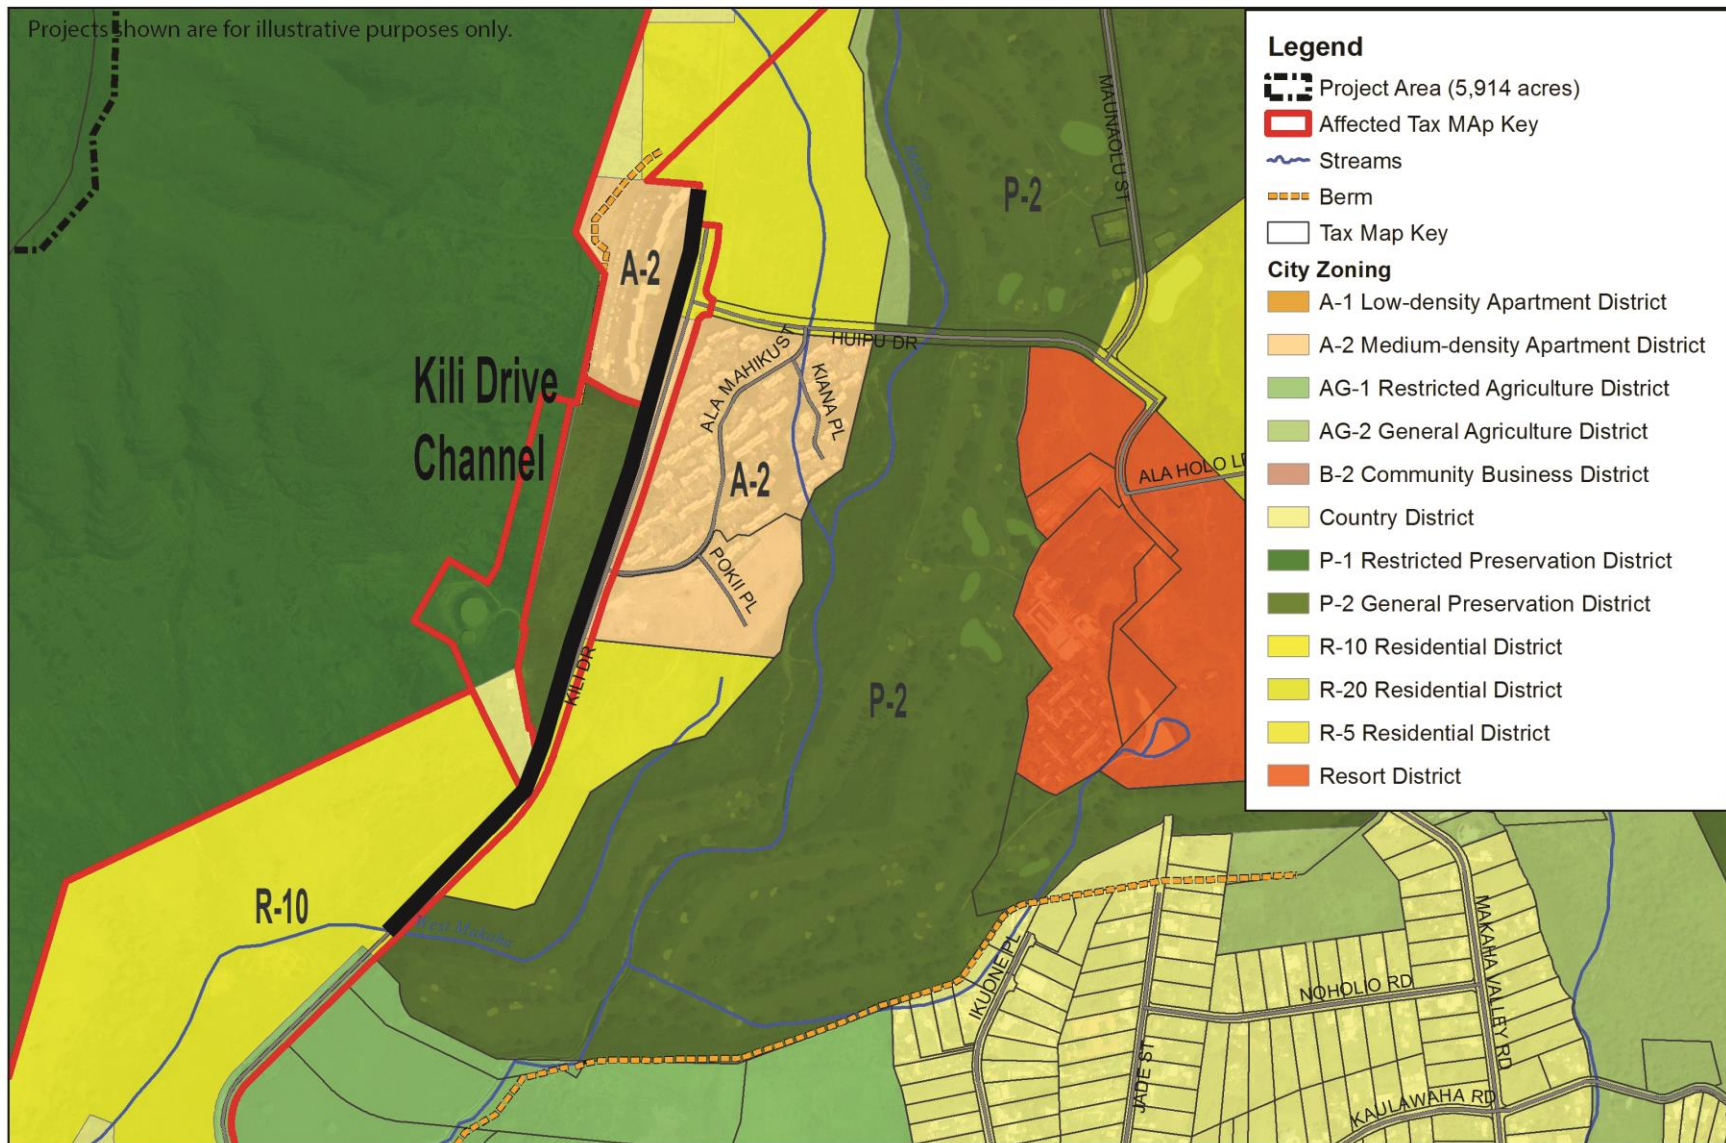 Projects shown are for illustrative purposes only.
Legend
Project Area (5,914 acres)
Affected Tax MAp Key
Streams
Berm
Tax Map Key
City Zoning
A-1 Low-density Apartment District
A-2 Medium-density Apartment District
AG-1 Restricted Agriculture District
AG-2 General Agriculture District
B-2 Community Business District
Country District
P-1 Restricted Preservation District
P-2 General Preservation District
R-10 Residential District
R-20 Residential District
R-5 Residential District
Resort District
MAUNAOLU ST
P-2
A-2
HUIPU DR
ALA MAHIKU ST
KIANA PL
Kili Drive
Channel
A-2
ALA HOLO
POKII PL
KILI DR
P-2
R-10
West Makaha
IKUONE PL
NOHOLIO RD
MAKAHA VALLEY RD
JADE ST
KAULAWAHA RD